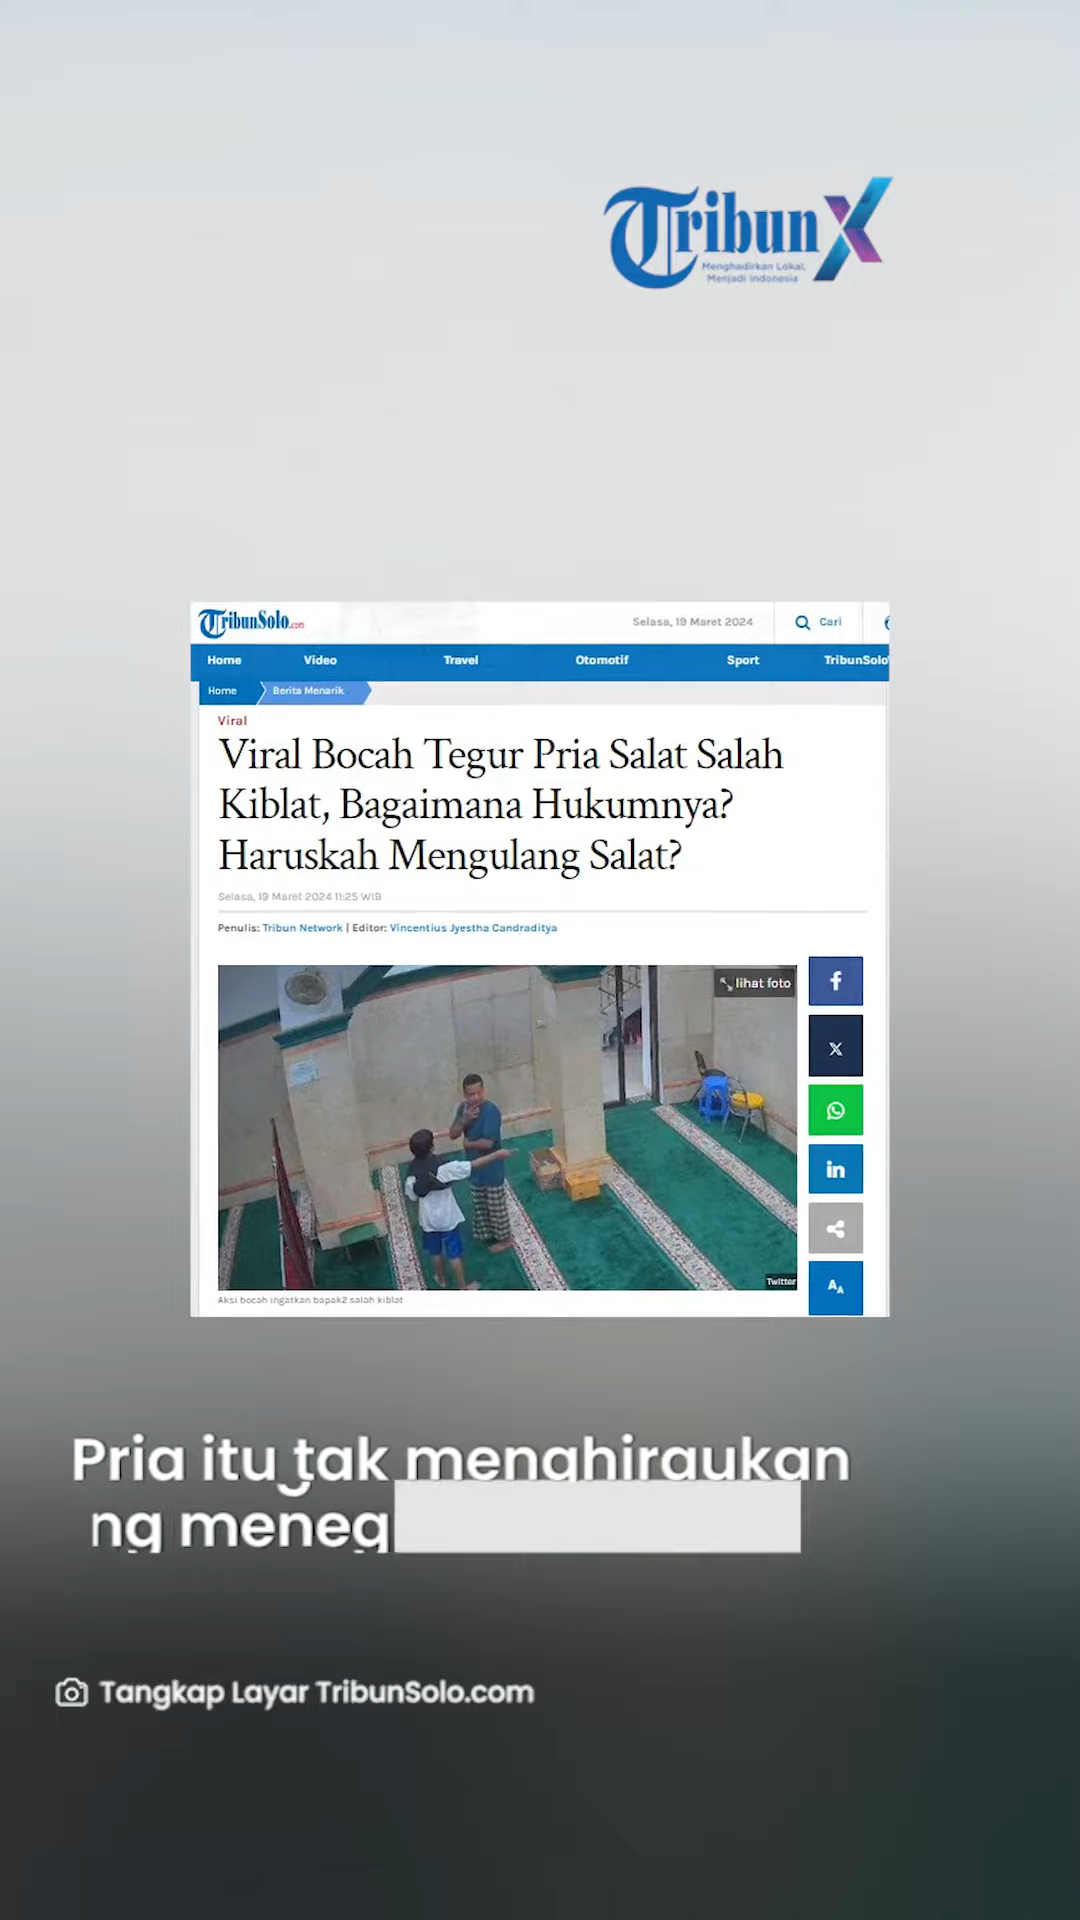 TribunX
Menghadirkan Lokal,
Menjadi Indonesia
TribunSolo.com
Selasa, 19 Maret 2024
Cari
Home Video Travel Otomotif Sport TribunSolo
Home Berita Menarik
Viral
Viral Bocah Tegur Pria Salat Salah
Kiblat, Bagaimana Hukumnya?
Haruskah Mengulang Salat?
Selasa, 19 Maret 2024 11:25 WIB
Penulis: Tribun Network | Editor: Vincentius Jyestha Candraditya
lihat foto
Twitter
Aksi bocah ingatkan bapak2 salah kiblat
Pria itu tak menghiraukan
ng meneg
Tangkap Layar TribunSolo.com